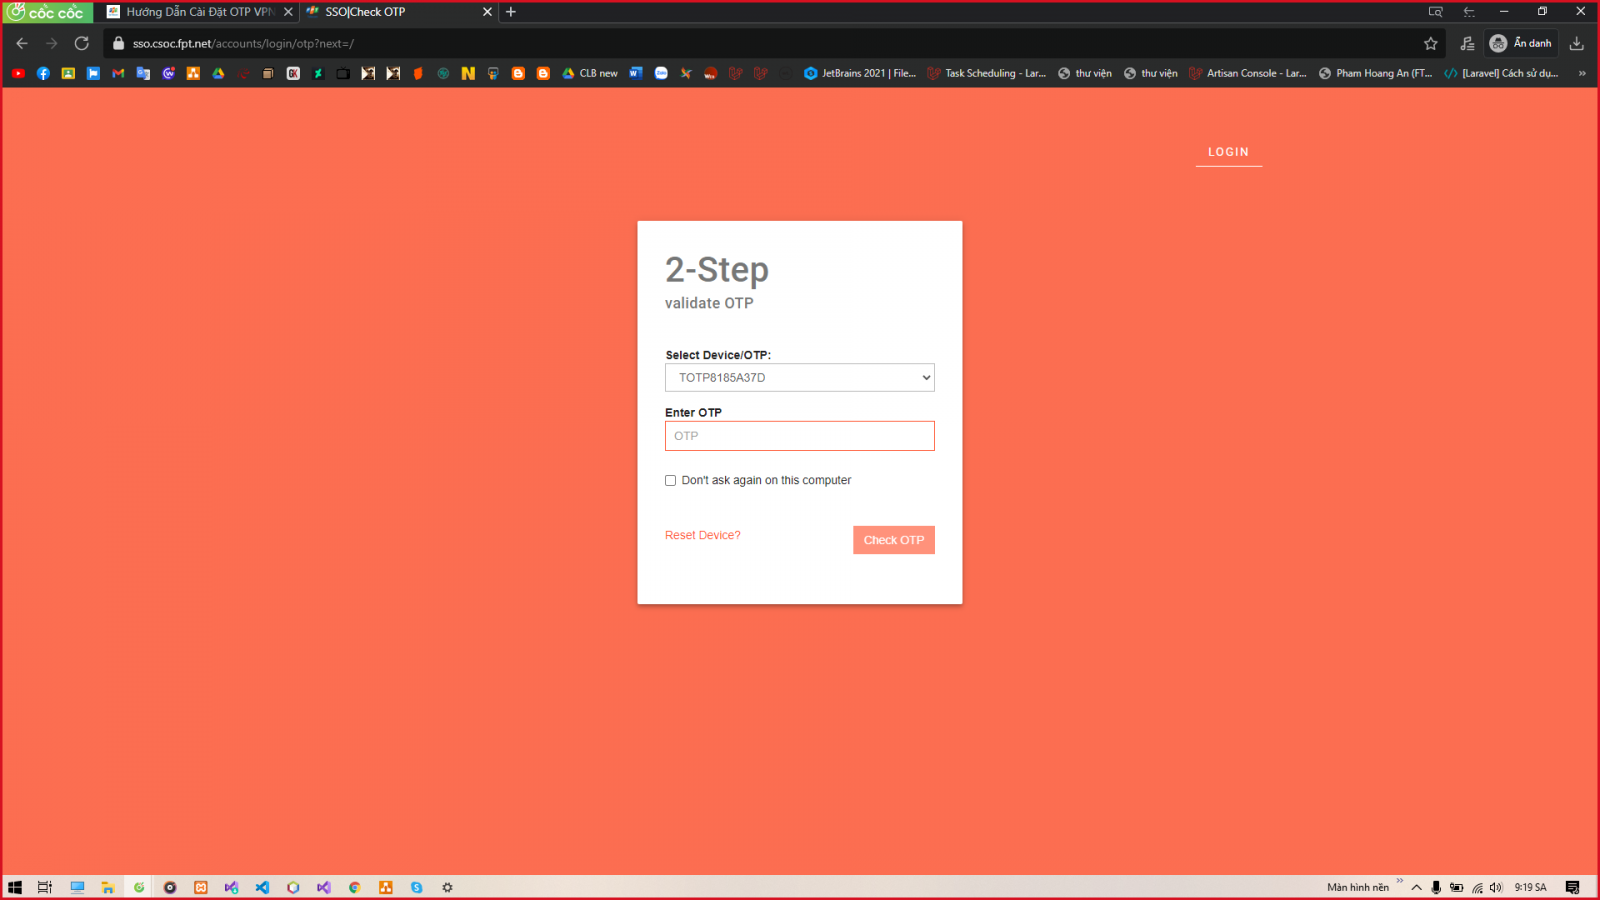 cốc cốc
Hướng Dẫn Cài Đặt OTP VPN
SSO|Check OTP
sso.csoc.fpt.net/accounts/login/otp?next=/
Ẩn danh
CLB new
JetBrains 2021 | File...
Task Scheduling - Lar...
thư viện
thư viện
Artisan Console - Lar...
Pham Hoang An (FT...
[Laravel] Cách sử dụ...
LOGIN
2-Step
validate OTP
Select Device/OTP:
TOTP8185A37D
Enter OTP
OTP
Don't ask again on this computer
Reset Device?
Check OTP
Màn hình nền
9:19 SA